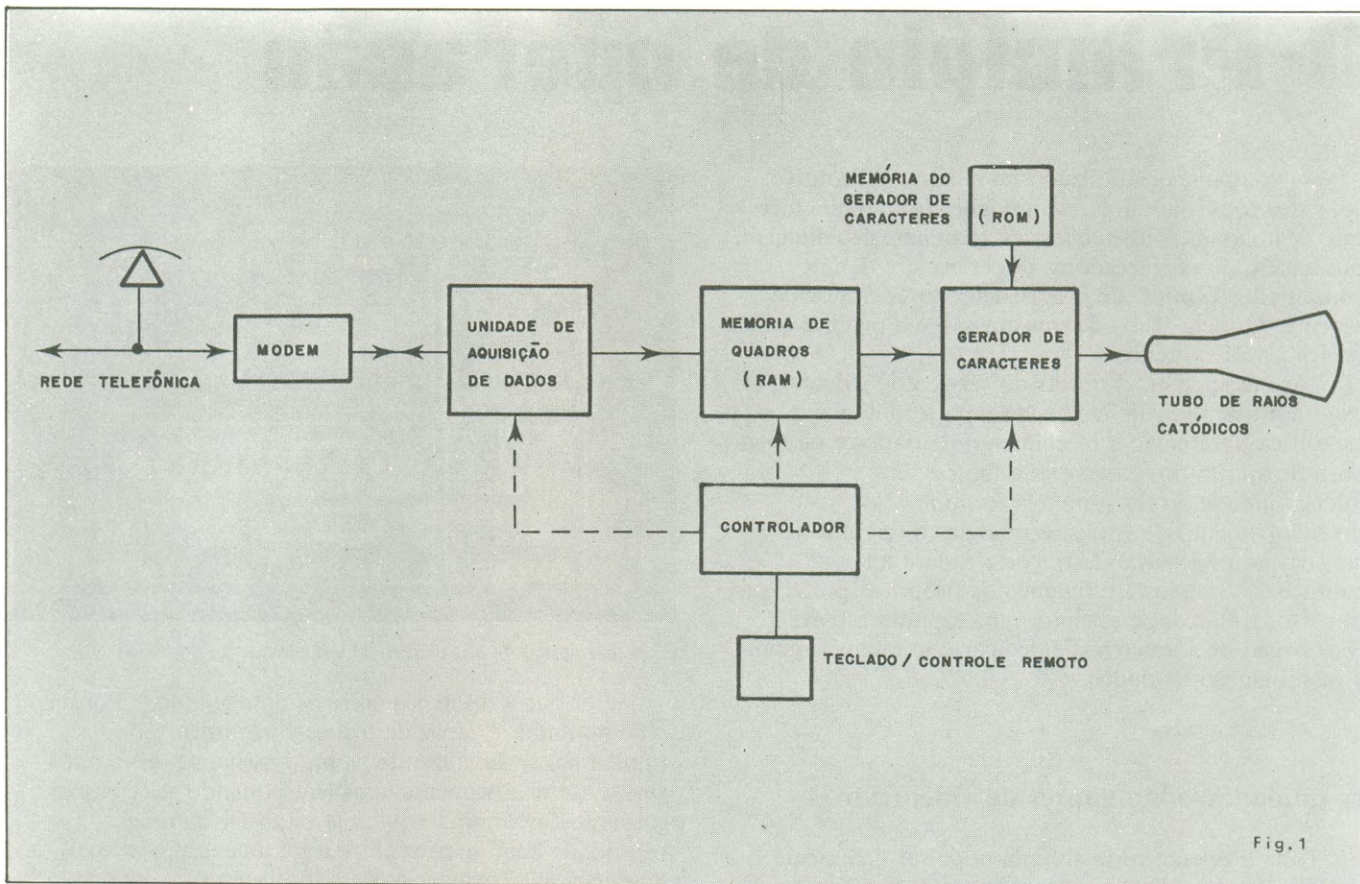 MEMÓRIA DO
GERADOR DE
CARACTERES
(ROM)
REDE TELEFÔNICA
MODEM
UNIDADE DE
AQUISIÇÃO
DE DADOS
MEMORIA DE
QUADROS
(RAM)
GERADOR DE
CARACTERES
TUBO DE RAIOS
CATÓDICOS
CONTROLADOR
TECLADO/CONTROLE REMOTO
Fig.1